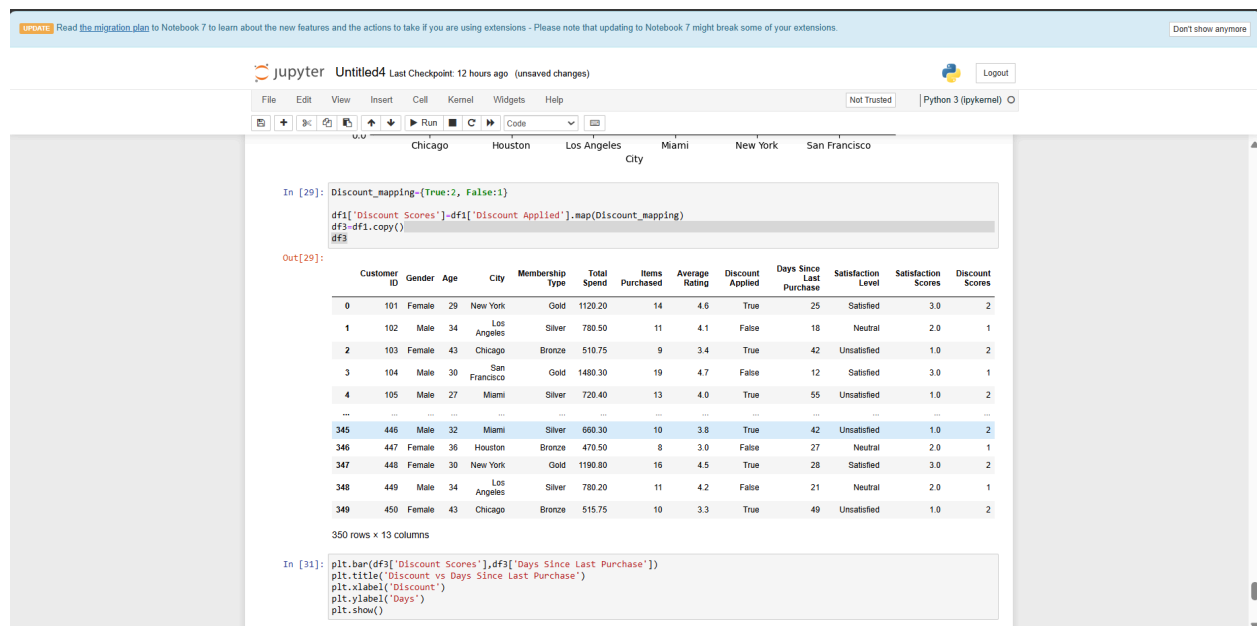 UPDATE Read the migration plan to Notebook 7 to learn about the new features and the actions to take if you are using extensions - Please note that updating to Notebook 7 might break some of your extensions. Don't show anymore
jupyter Untitled4 Last Checkpoint: 12 hours ago (unsaved changes) Logout
File Edit View Insert Cell Kernel Widgets Help Not Trusted Python 3 (ipykernel)
Run Code
0.0
Chicago Houston Los Angeles Miami New York San Francisco
City
In [29]: Discount_mapping={True:2, False:1}
df1['Discount Scores']=df1['Discount Applied'].map(Discount_mapping)
df3=df1.copy()
df3
Out[29]:
Customer ID Gender Age City Membership Type Total Spend Items Purchased Average Rating Discount Applied Days Since Last Purchase Satisfaction Level Satisfaction Scores Discount Scores
0 101 Female 29 New York Gold 1120.20 14 4.6 True 25 Satisfied 3.0 2
1 102 Male 34 Los Angeles Silver 780.50 11 4.1 False 18 Neutral 2.0 1
2 103 Female 43 Chicago Bronze 510.75 9 3.4 True 42 Unsatisfied 1.0 2
3 104 Male 30 San Francisco Gold 1480.30 19 4.7 False 12 Satisfied 3.0 1
4 105 Male 27 Miami Silver 720.40 13 4.0 True 55 Unsatisfied 1.0 2
... ... ... ... ... ... ... ... ... ... ... ... ... ...
345 446 Male 32 Miami Silver 660.30 10 3.8 True 42 Unsatisfied 1.0 2
346 447 Female 36 Houston Bronze 470.50 8 3.0 False 27 Neutral 2.0 1
347 448 Female 30 New York Gold 1190.80 16 4.5 True 28 Satisfied 3.0 2
348 449 Male 34 Los Angeles Silver 780.20 11 4.2 False 21 Neutral 2.0 1
349 450 Female 43 Chicago Bronze 515.75 10 3.3 True 49 Unsatisfied 1.0 2
350 rows × 13 columns
In [31]: plt.bar(df3['Discount Scores'],df3['Days Since Last Purchase'])
plt.title('Discount vs Days Since Last Purchase')
plt.xlabel('Discount')
plt.ylabel('Days')
plt.show()